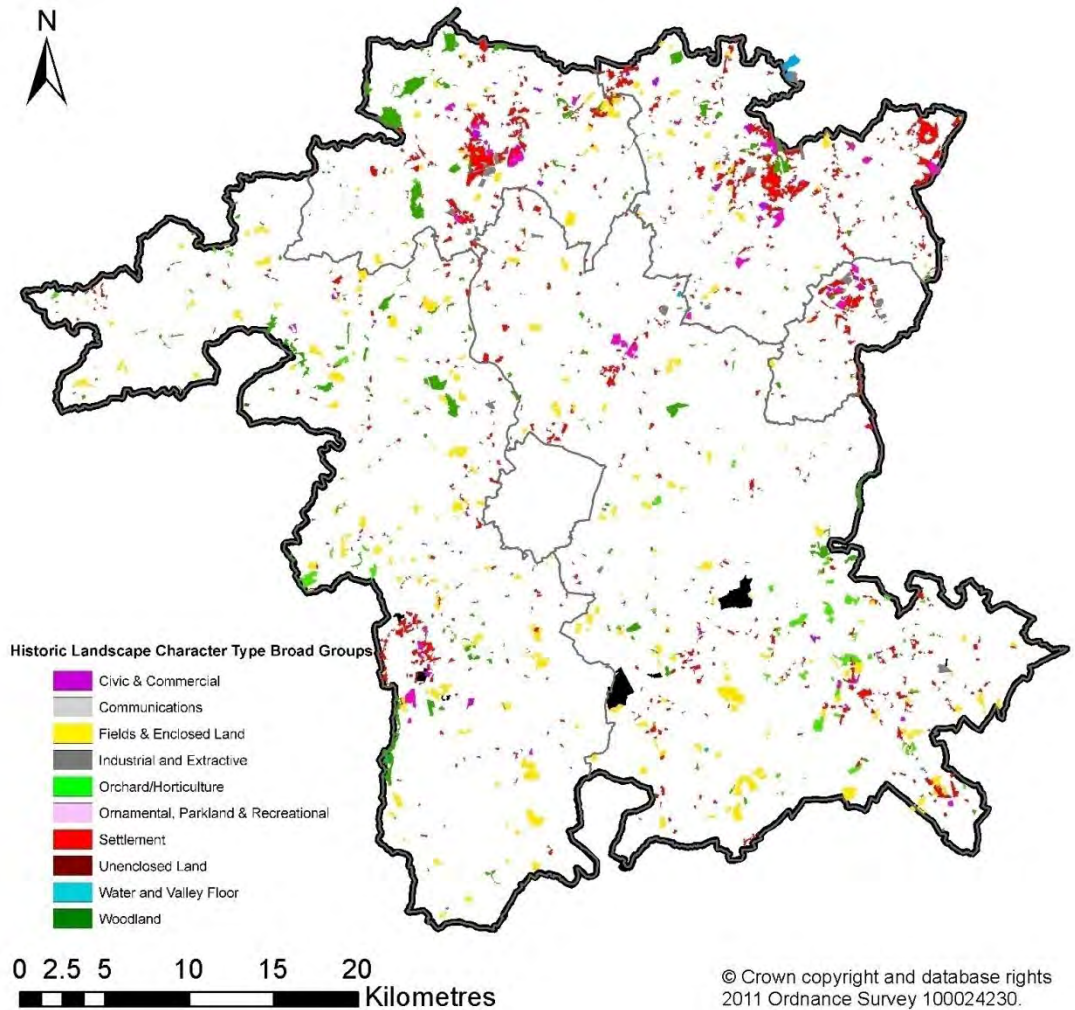 N
Historic Landscape Character Type Broad Groups
Civic & Commercial
Communications
Fields & Enclosed Land
Industrial and Extractive
Orchard/Horticulture
Ornamental, Parkland & Recreational
Settlement
Unenclosed Land
Water and Valley Floor
Woodland
0 2.5 5 10 15 20
Kilometres
© Crown copyright and database rights
2011 Ordnance Survey 100024230.